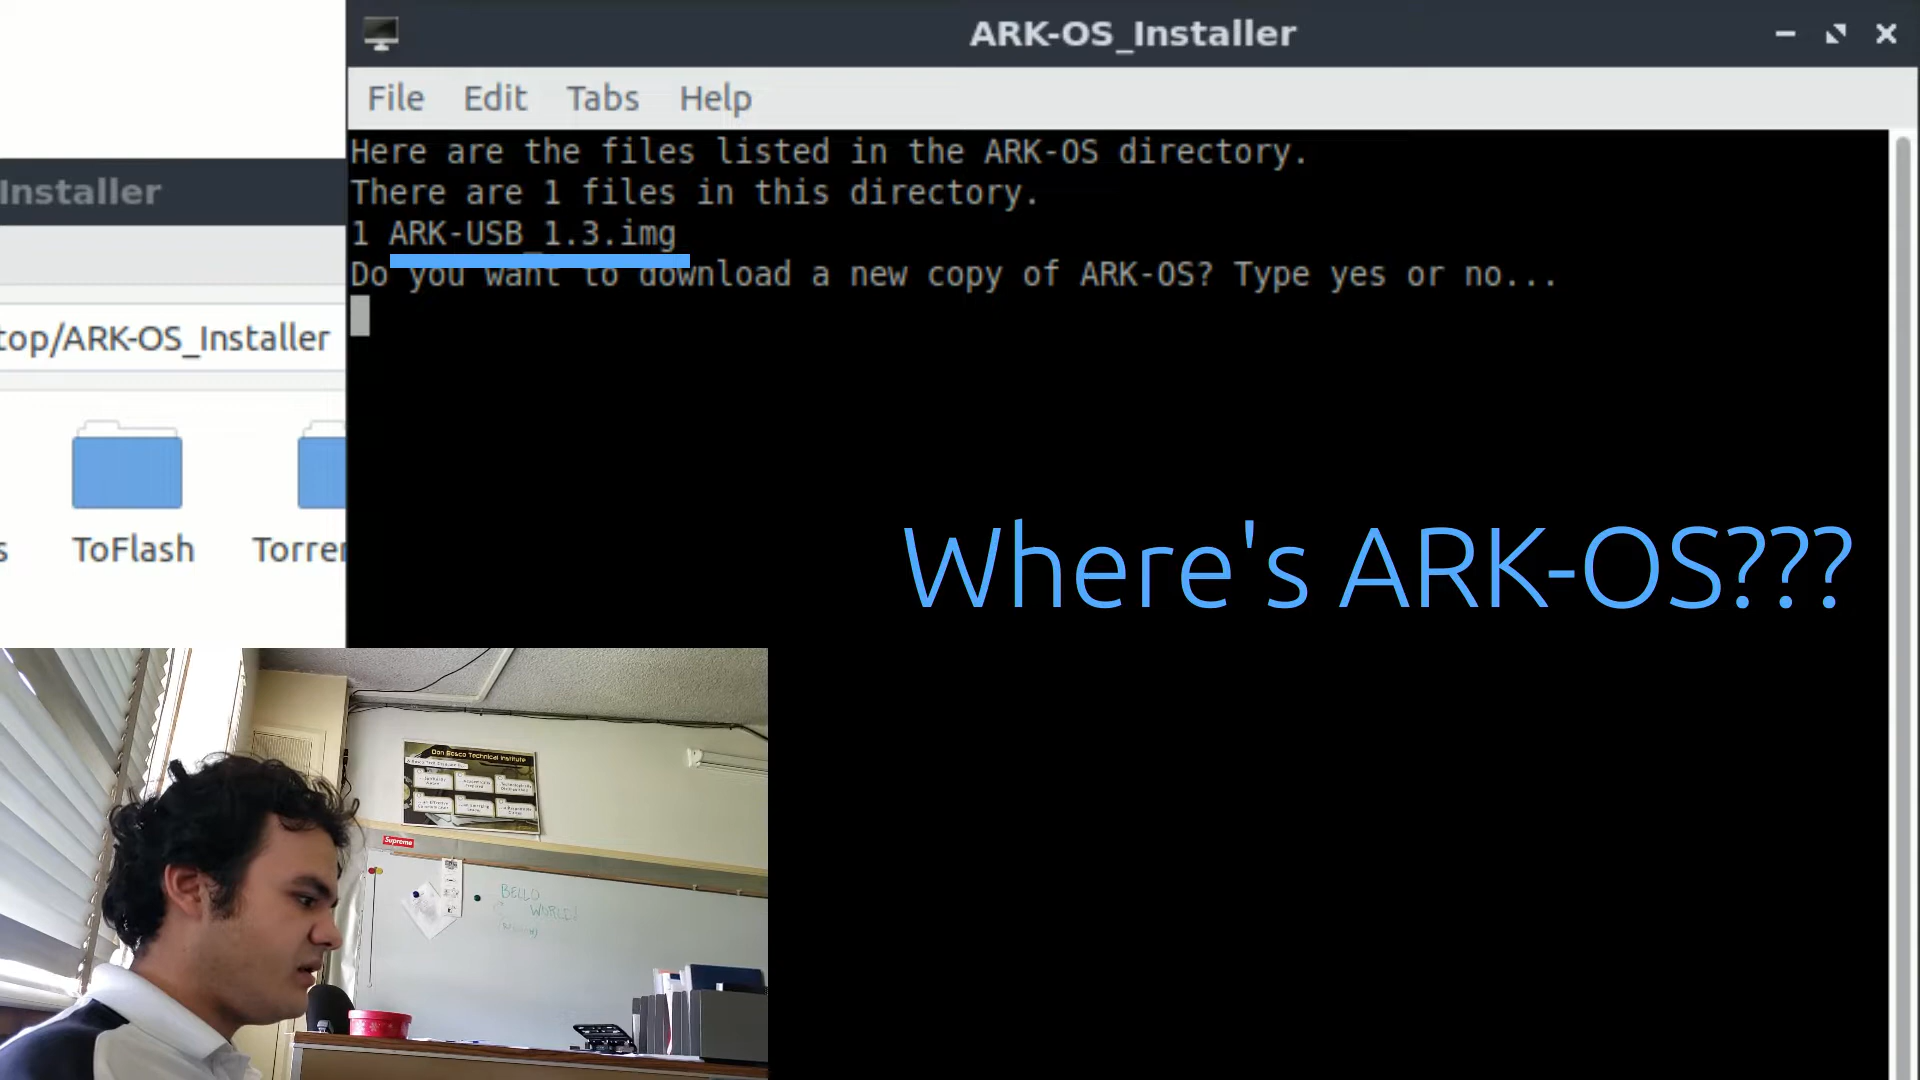 ARK-OS_Installer
File Edit Tabs Help
Here are the files listed in the ARK-OS directory.
There are 1 files in this directory.
1 ARK-USB_1.3.img
Do you want to download a new copy of ARK-OS? Type yes or no...
Installer
top/ARK-OS_Installer
s ToFlash Torren
Where's ARK-OS???
Don Bosco Technical Institute
Supreme
BELLO
WORLD!